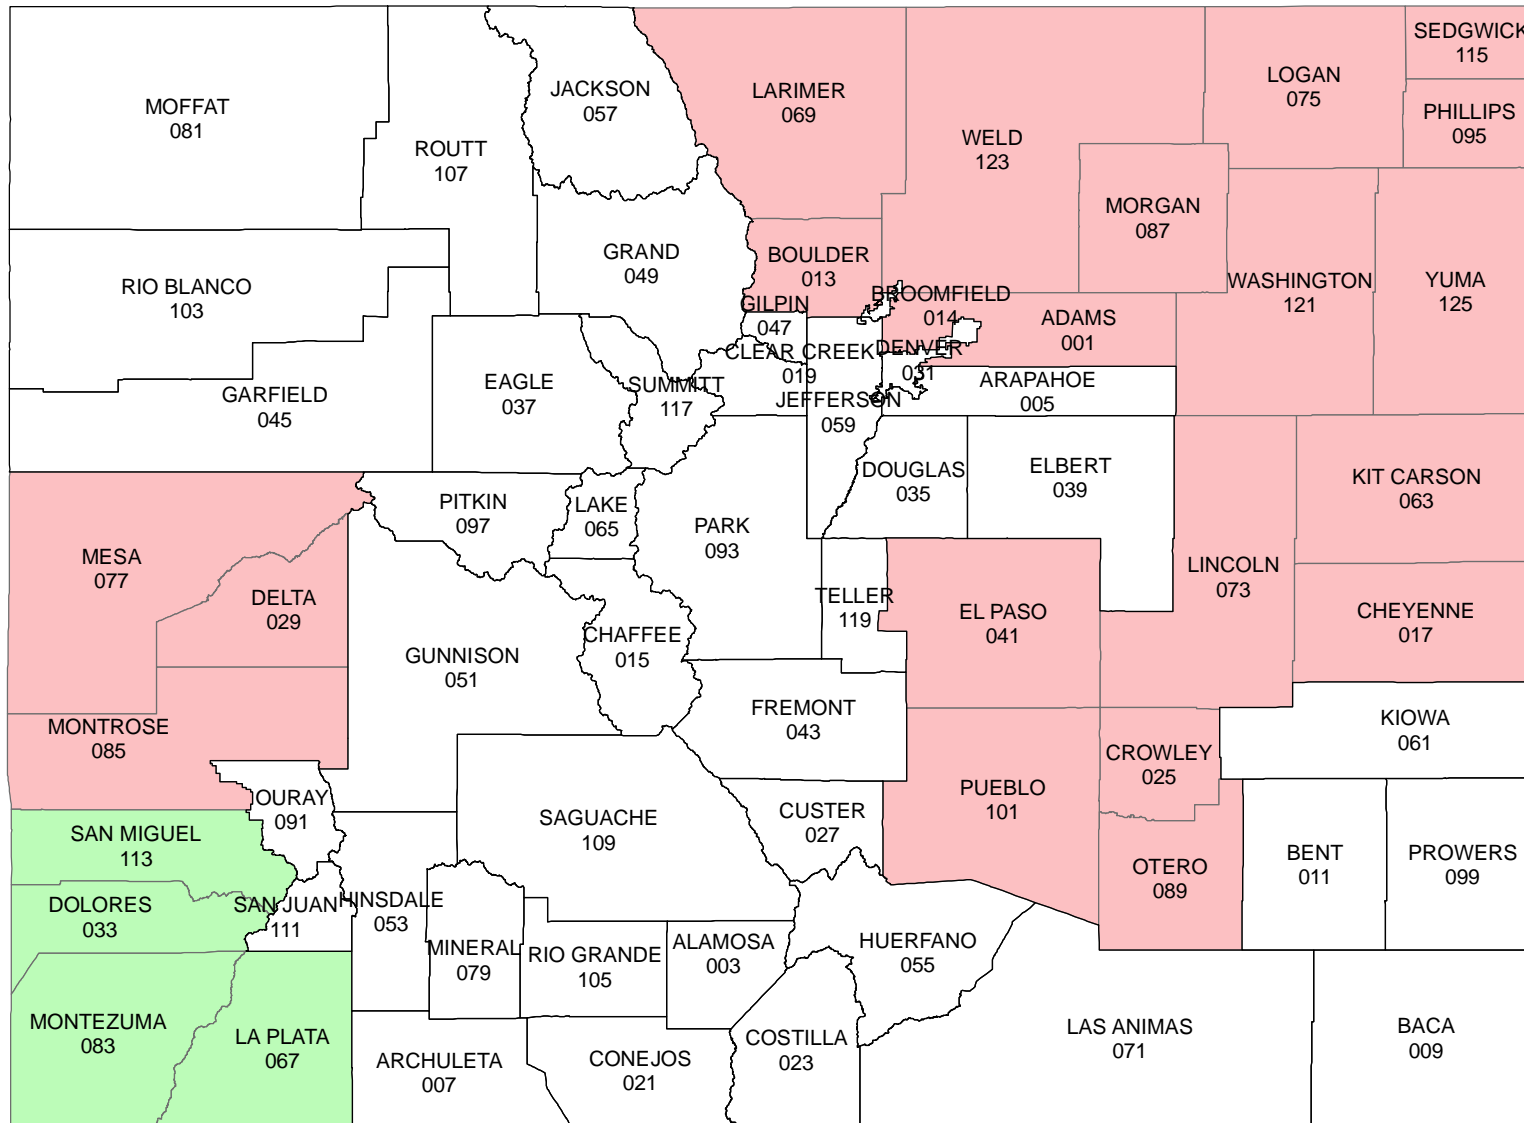 SEDGWICK
115
JACKSON
057
LARIMER
069
LOGAN
075
MOFFAT
081
PHILLIPS
095
ROUTT
107
WELD
123
MORGAN
087
GRAND
049
BOULDER
013
RIO BLANCO
103
WASHINGTON
121
YUMA
125
GILPIN
047
BROOMFIELD
014
ADAMS
001
CLEAR CREEK
019
DENVER
031
EAGLE
037
SUMMITT
117
ARAPAHOE
005
GARFIELD
045
JEFFERSON
059
DOUGLAS
035
ELBERT
039
KIT CARSON
063
PITKIN
097
LAKE
065
PARK
093
MESA
077
LINCOLN
073
DELTA
029
TELLER
119
EL PASO
041
CHEYENNE
017
CHAFFEE
015
GUNNISON
051
FREMONT
043
KIOWA
061
MONTROSE
085
CROWLEY
025
OURAY
091
PUEBLO
101
SAGUACHE
109
CUSTER
027
SAN MIGUEL
113
BENT
011
PROWERS
099
OTERO
089
DOLORES
033
SAN JUAN
111
HINSDALE
053
MINERAL
079
RIO GRANDE
105
ALAMOSA
003
HUERFANO
055
MONTEZUMA
083
LA PLATA
067
LAS ANIMAS
071
BACA
009
COSTILLA
023
ARCHULETA
007
CONEJOS
021